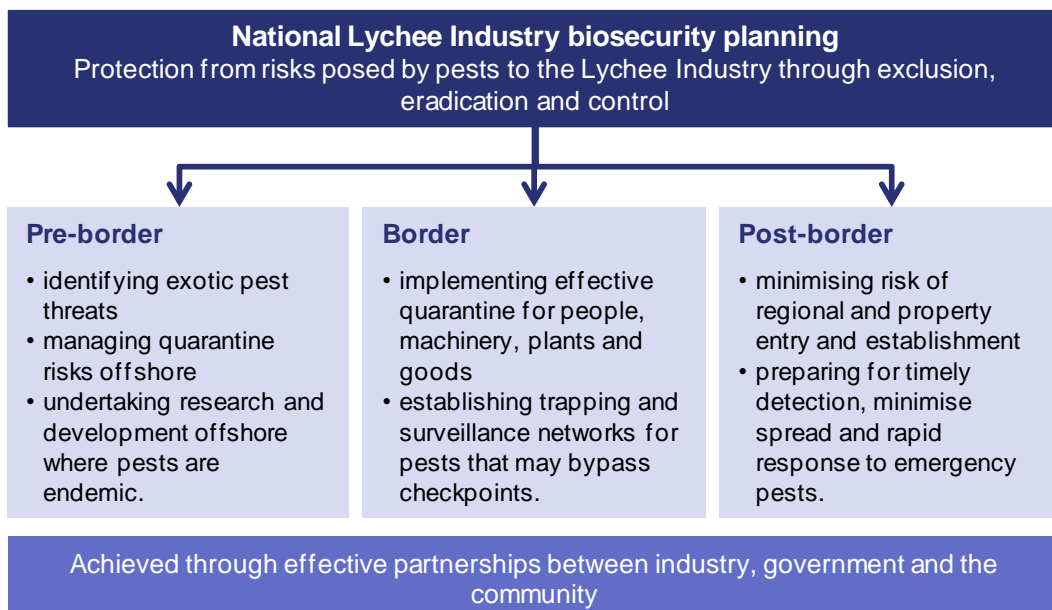 National Lychee Industry biosecurity planning
Protection from risks posed by pests to the Lychee Industry through exclusion,
eradication and control
Pre-border
• identifying exotic pest
threats
• managing quarantine
risks offshore
• undertaking research and
development offshore
where pests are
endemic.
Border
• implementing effective
quarantine for people,
machinery, plants and
goods
• establishing trapping and
surveillance networks for
pests that may bypass
checkpoints.
Post-border
• minimising risk of
regional and property
entry and establishment
• preparing for timely
detection, minimise
spread and rapid
response to emergency
pests.
Achieved through effective partnerships between industry, government and the
community